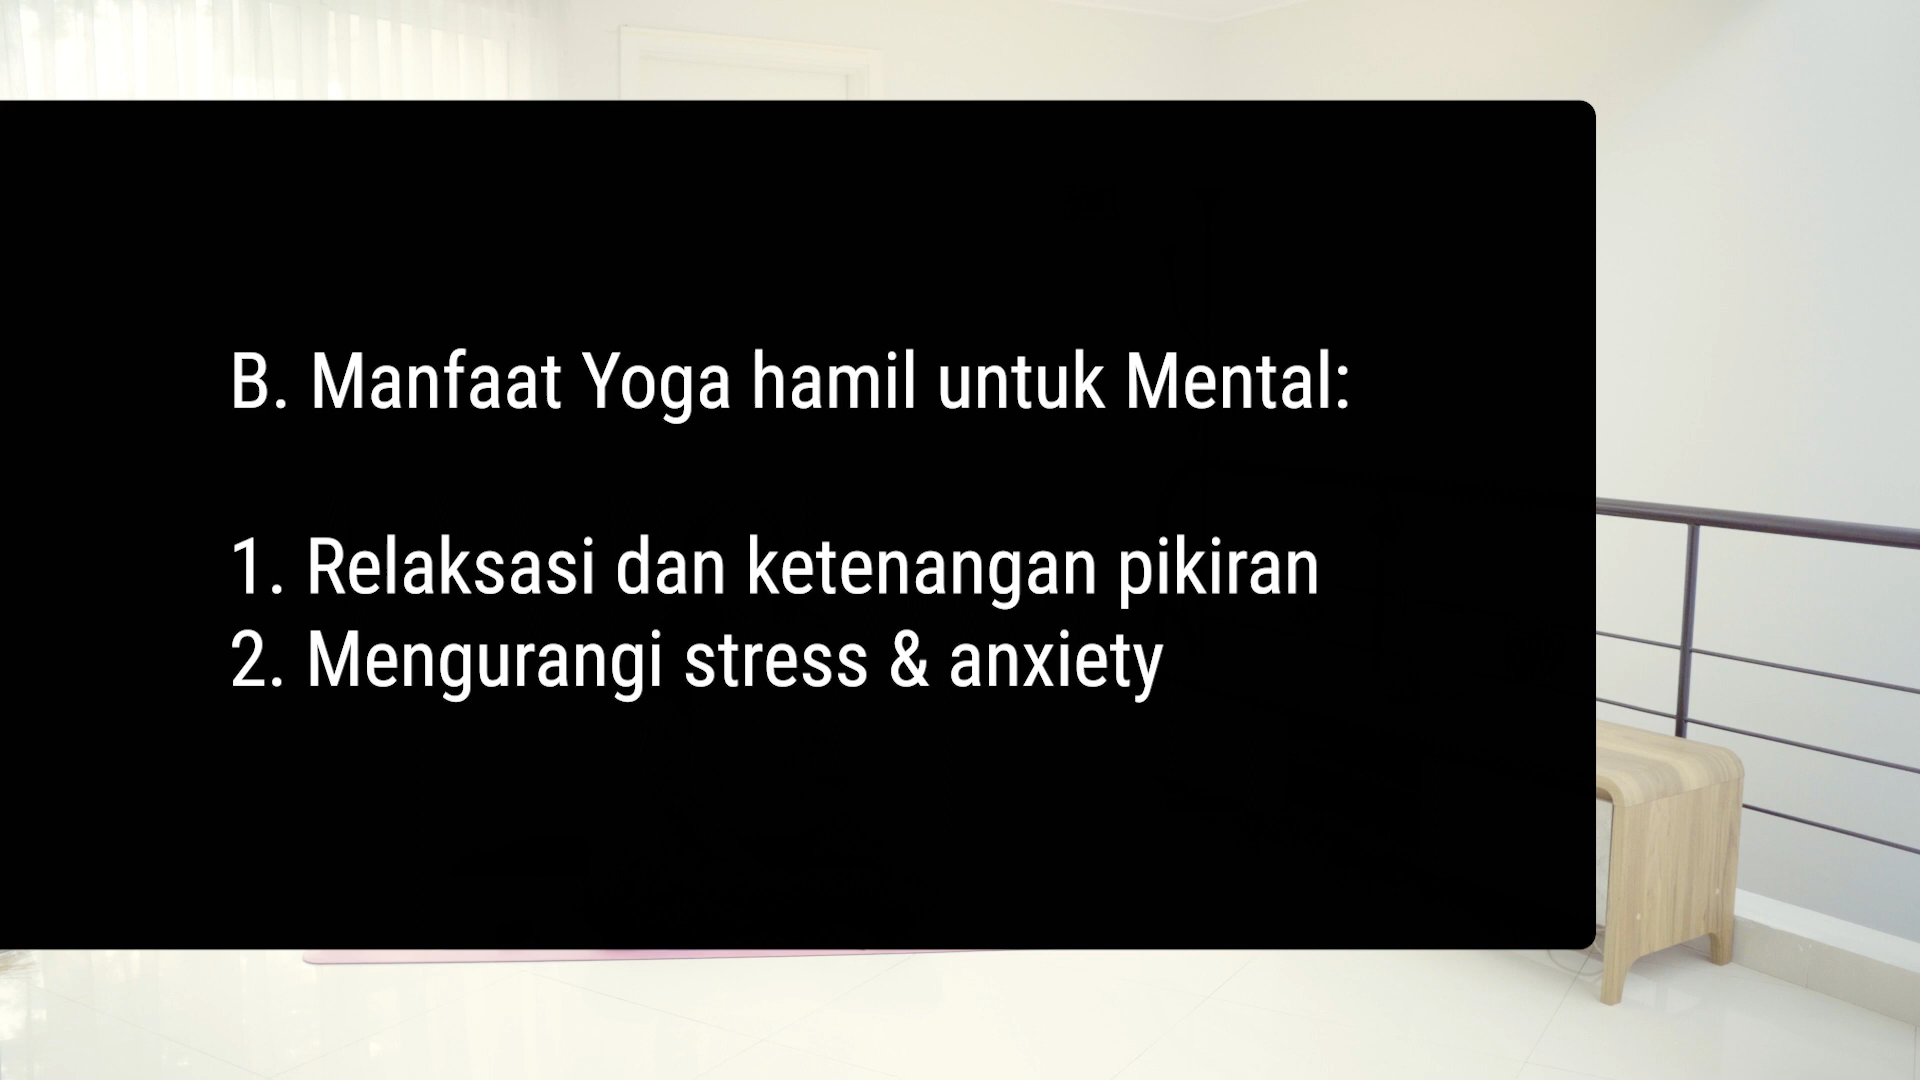 B. Manfaat Yoga hamil untuk Mental:
1. Relaksasi dan ketenangan pikiran
2. Mengurangi stress & anxiety